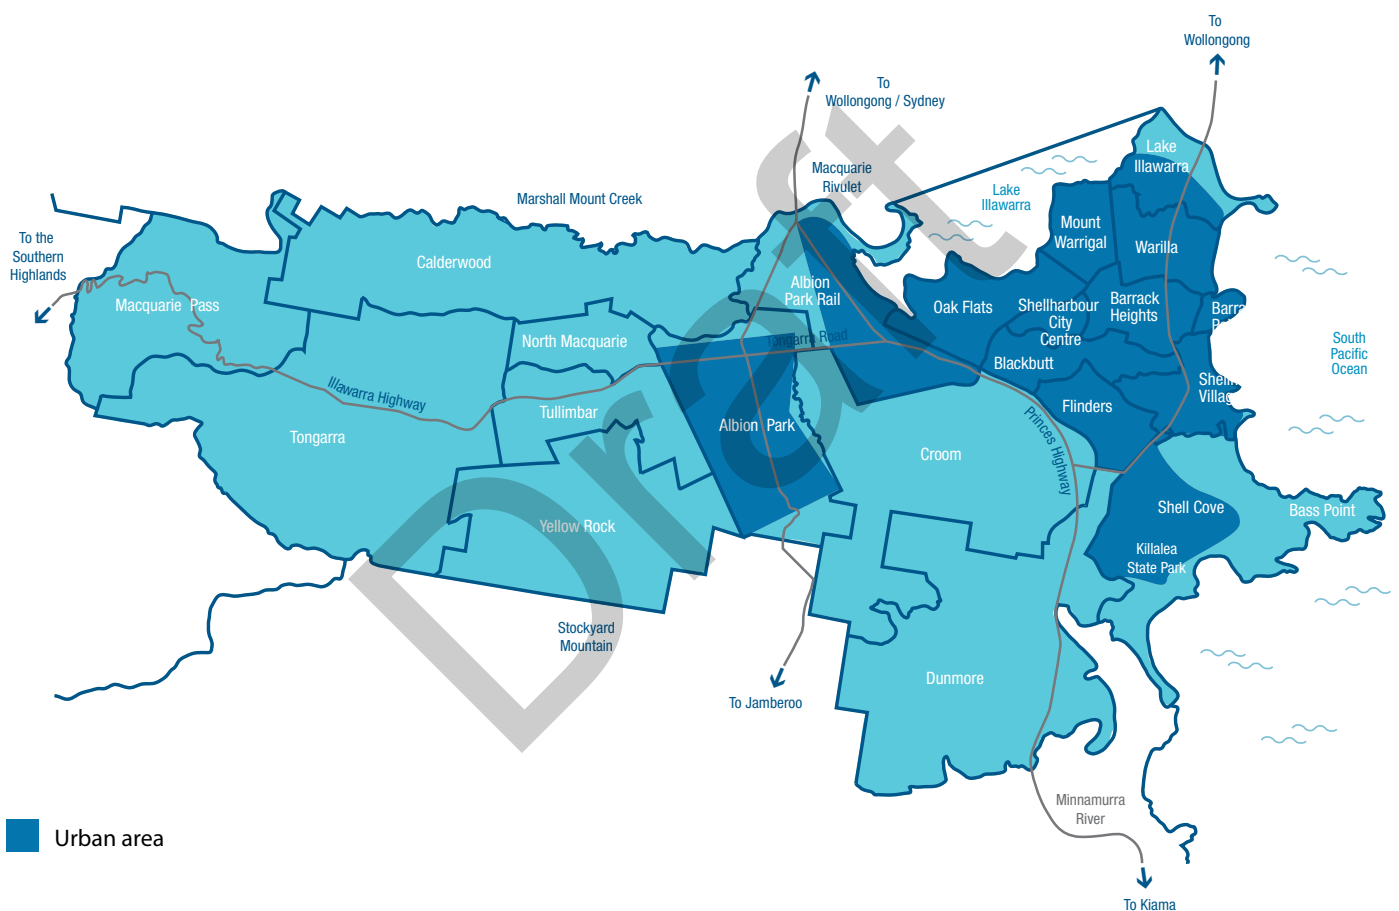 To
Wollongong
To
Wollongong / Sydney
Macquarie
Rivulet
Lake
Illawarra
Lake
Illawarra
Marshall Mount Creek
To the
Southern
Highlands
Mount
Warrigal
Warilla
Calderwood
Macquarie Pass
Albion
Park Rail
Oak Flats
Shellharbour
City
Centre
Barrack
Heights
Barra
South
Pacific
Ocean
North Macquarie
Tongarra Road
Blackbutt
Illawarra Highway
Tullimbar
Flinders
Villag
Tongarra
Albion Park
Croom
Princes Highway
Yellow Rock
Shell Cove
Bass Point
Killalea
State Park
Stockyard
Mountain
To Jamberoo
Dunmore
Minnamurra
River
To Kiama
Urban area
Draft